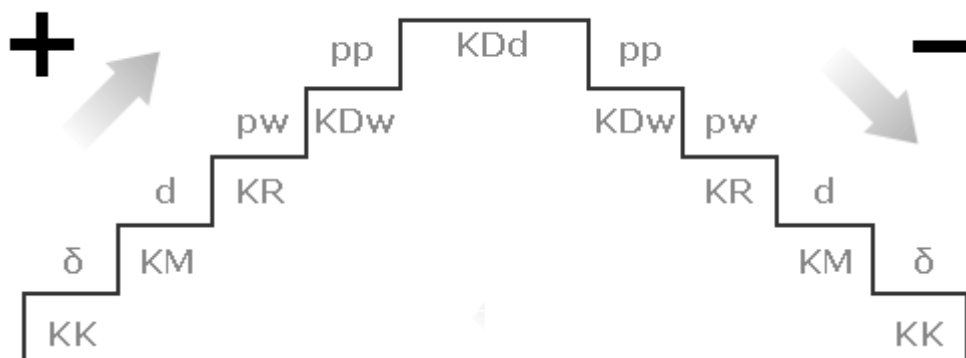 + pp KDd pp −
pw KDw KDw pw
d KR KR d
δ KM KM δ
KK KK